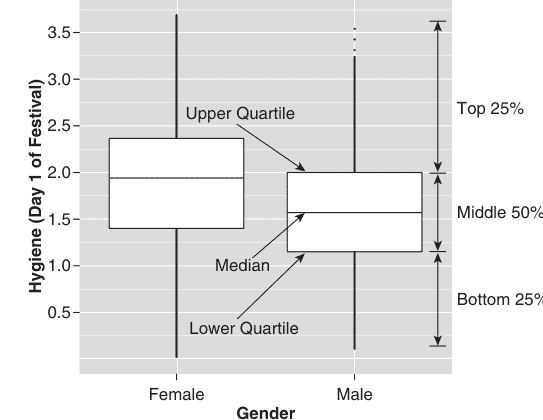 Hygiene (Day 1 of Festival)
3.5
3.0
2.5
2.0
1.5
1.0
0.5
Upper Quartile
Median
Lower Quartile
Top 25%
Middle 50%
Bottom 25%
Female
Male
Gender